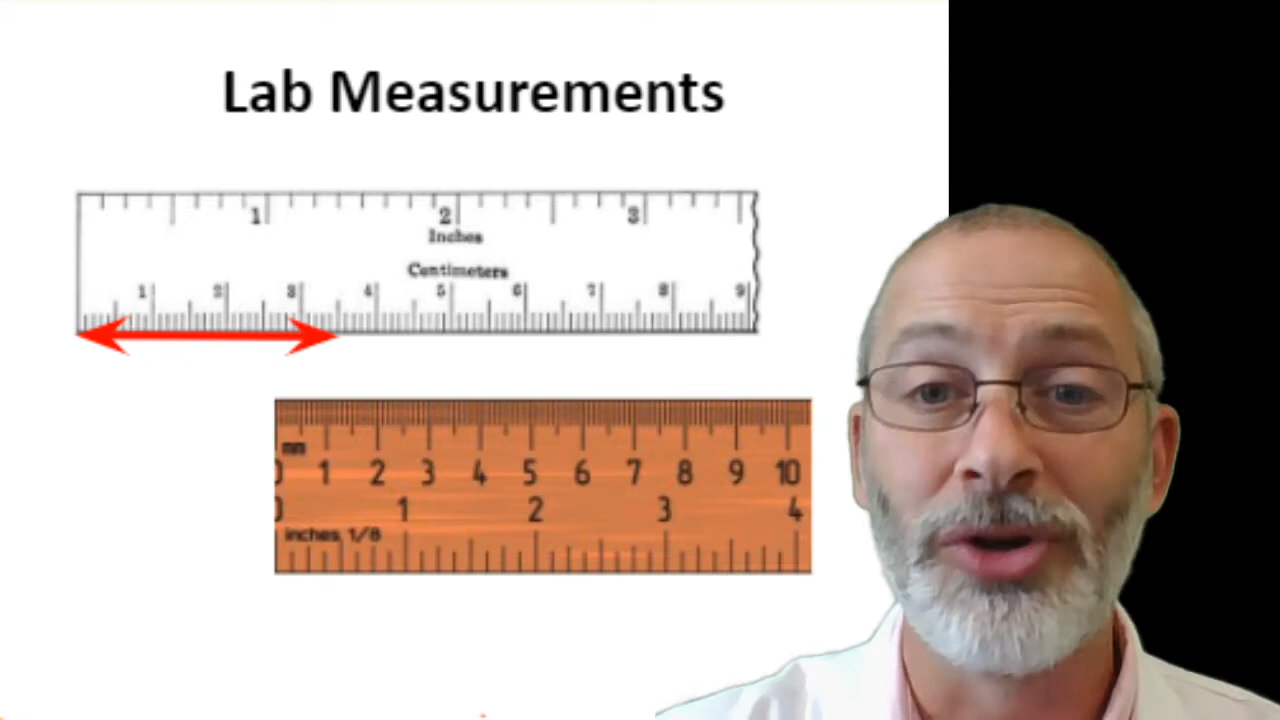 Lab Measurements
1 2 3
Inches
Centimeters
1 2 3 4 5 6 7 8 9
mm
0 1 2 3 4 5 6 7 8 9 10
0 1 2 3 4
inches 1/8